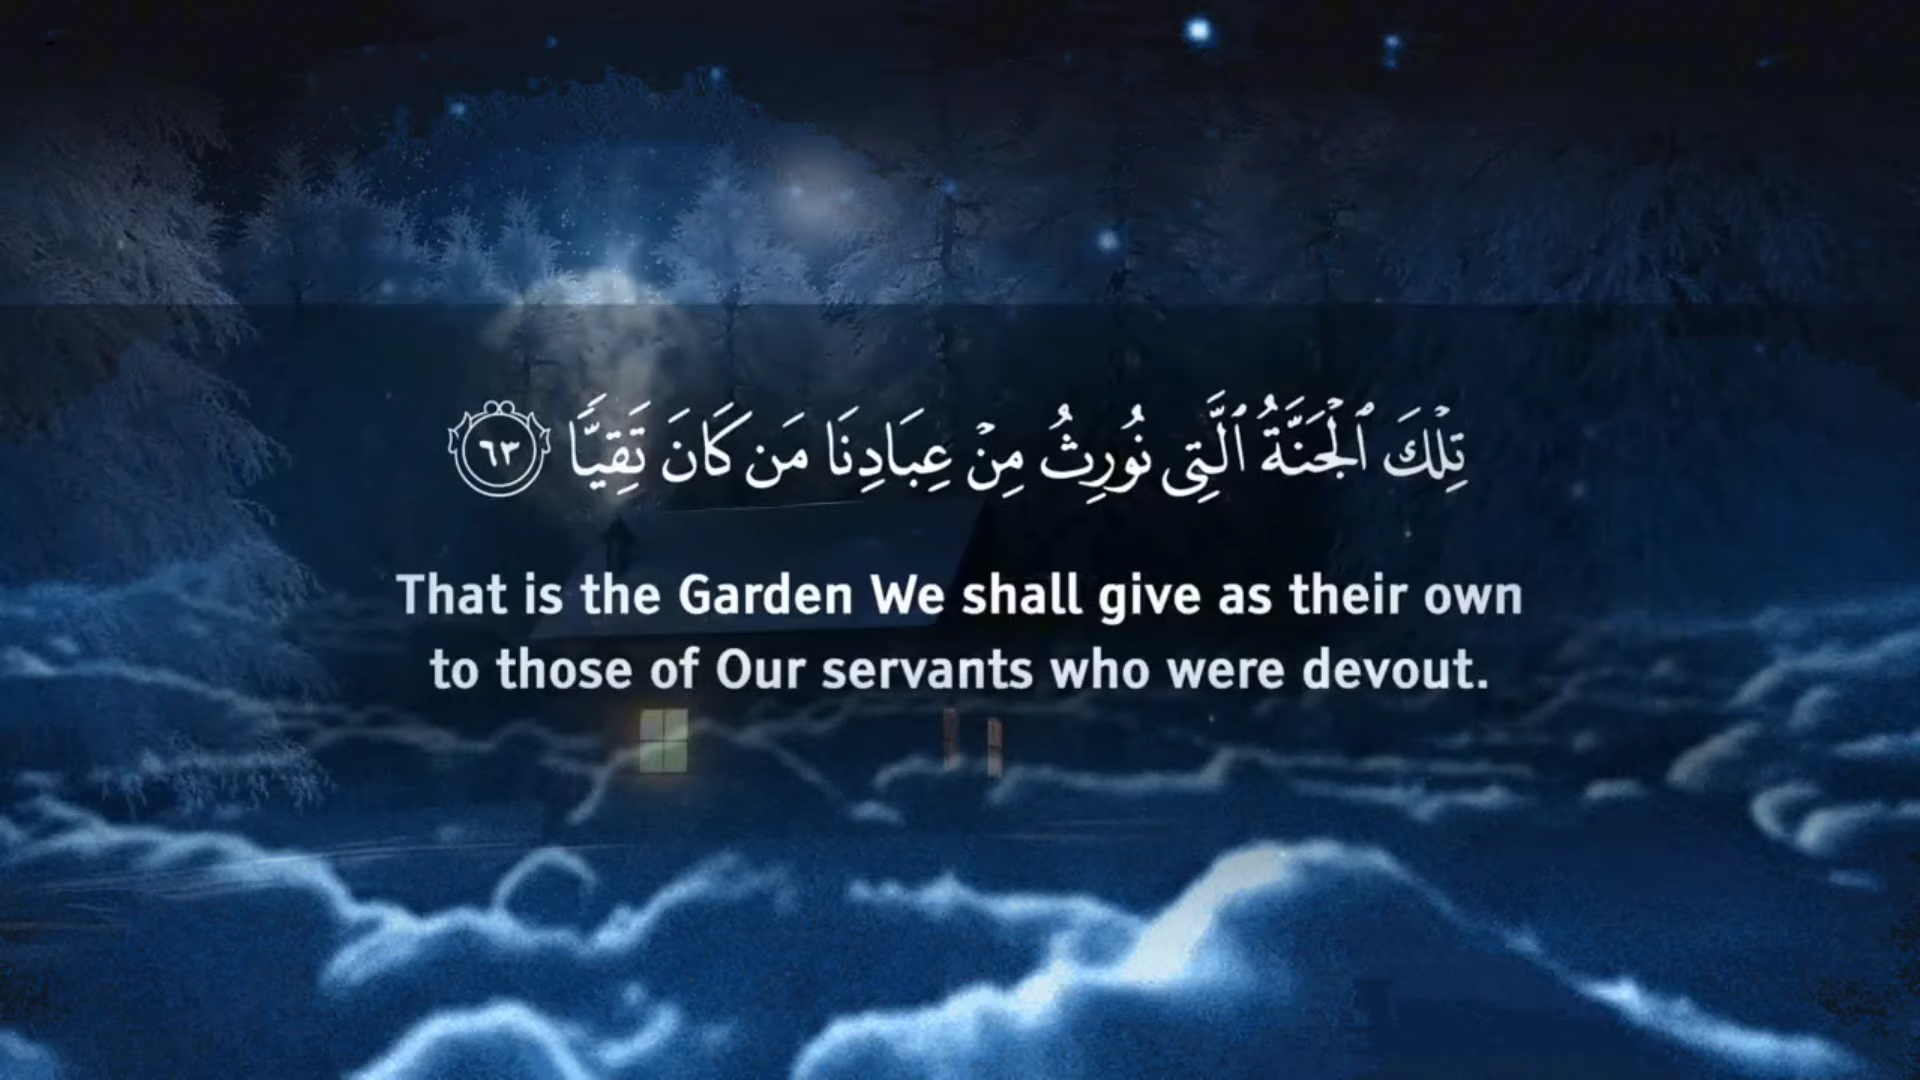 تِلْكَ ٱلْجَنَّةُ ٱلَّتِى نُورِثُ مِنْ عِبَادِنَا مَن كَانَ تَقِيًّا ٦٣
That is the Garden We shall give as their own
to those of Our servants who were devout.